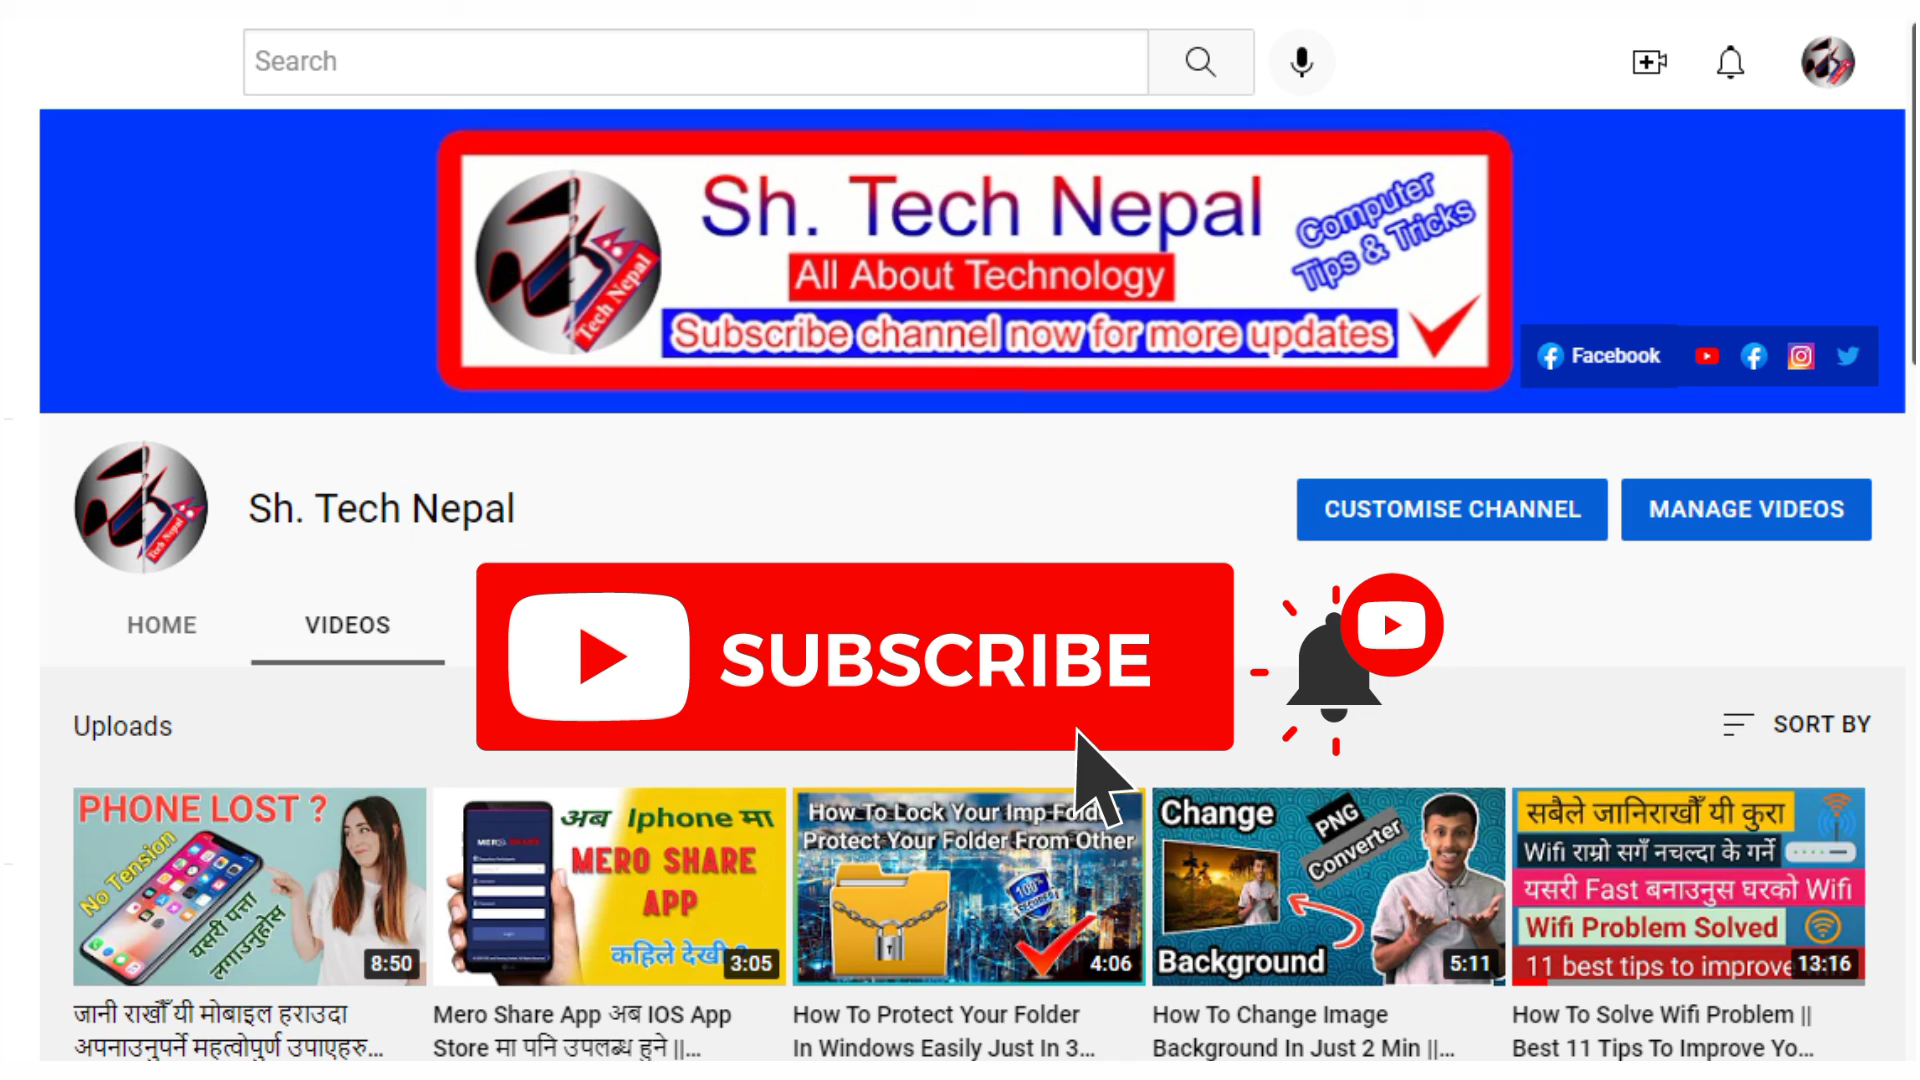 Search
Sh. Tech Nepal
Computer
Tips & Tricks
All About Technology
Tech Nepal
Subscribe channel now for more updates
Facebook
Sh. Tech Nepal
Tech Nepal
CUSTOMISE CHANNEL
MANAGE VIDEOS
HOME
VIDEOS
SUBSCRIBE
Uploads
SORT BY
PHONE LOST ?
No Tension
यसरी पत्ता
लगाउनुहोस
8:50
अब Iphone मा
MERO SHARE
APP
कहिले देखी
3:05
How To Lock Your Imp
Protect Your Folder From Other
100%
SECURED
4:06
Change
PNG
Converter
Background
5:11
सबैले जानिराखौँ यी कुरा
Wifi राम्रो सगँ नचल्दा के गर्ने
यसरी Fast बनाउनुस घरको Wifi
Wifi Problem Solved
11 best tips to improve
13:16
जानी राखौँ यी मोबाइल हराउदा
अपनाउनुपर्ने महत्वोपुर्ण उपाएहरु...
Mero Share App अब IOS App
Store मा पनि उपलब्ध हुने ||...
How To Protect Your Folder
In Windows Easily Just In 3...
How To Change Image
Background In Just 2 Min ||...
How To Solve Wifi Problem ||
Best 11 Tips To Improve Yo...